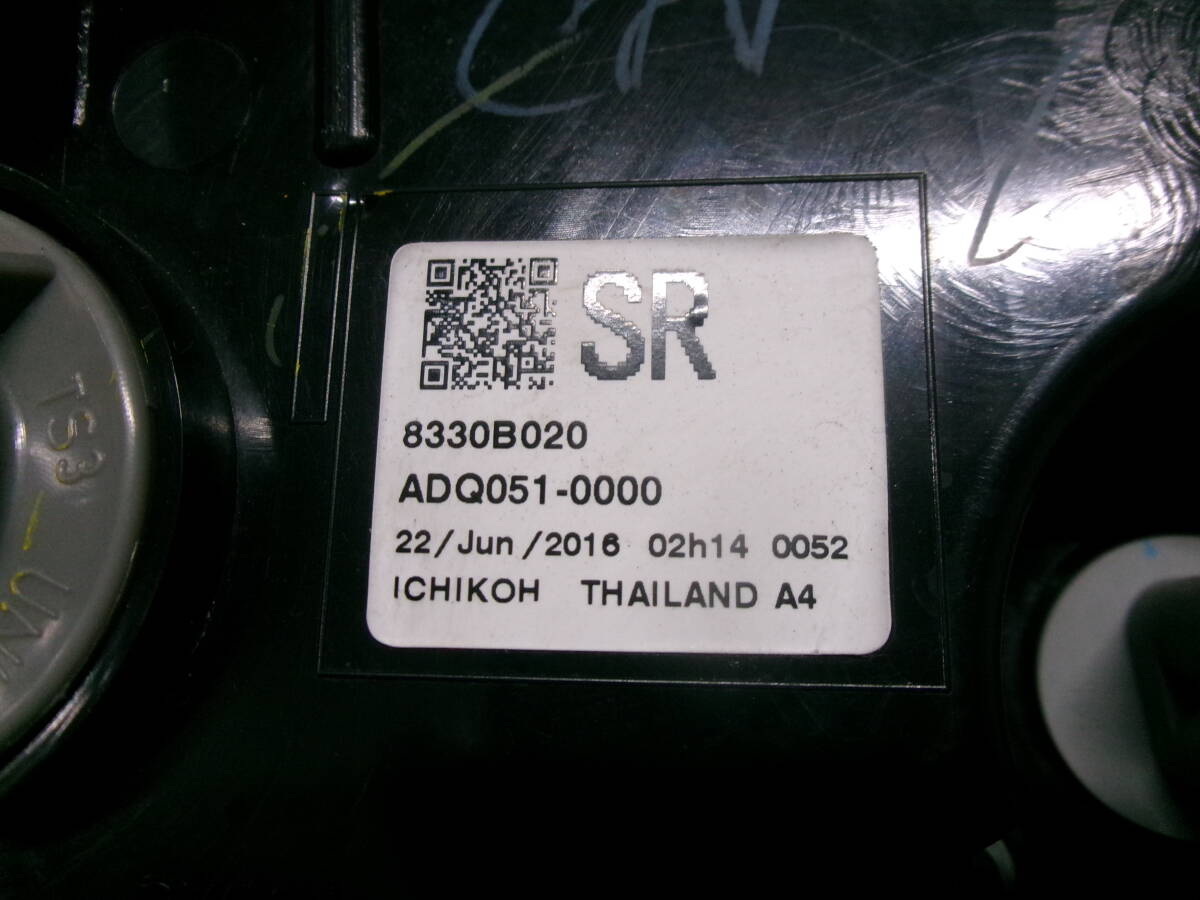 SR
8330B020
ADQ051-0000
22/Jun/2016 02h14 0052
ICHIKOH THAILAND A4
TS3